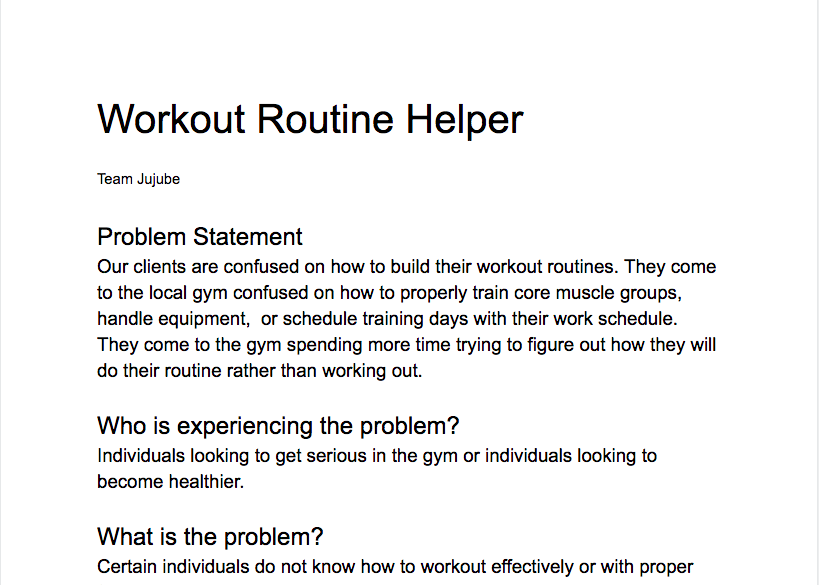 Workout Routine Helper
Team Jujube
Problem Statement
Our clients are confused on how to build their workout routines. They come
to the local gym confused on how to properly train core muscle groups,
handle equipment,  or schedule training days with their work schedule.
They come to the gym spending more time trying to figure out how they will
do their routine rather than working out.
Who is experiencing the problem?
Individuals looking to get serious in the gym or individuals looking to
become healthier.
What is the problem?
Certain individuals do not know how to workout effectively or with proper